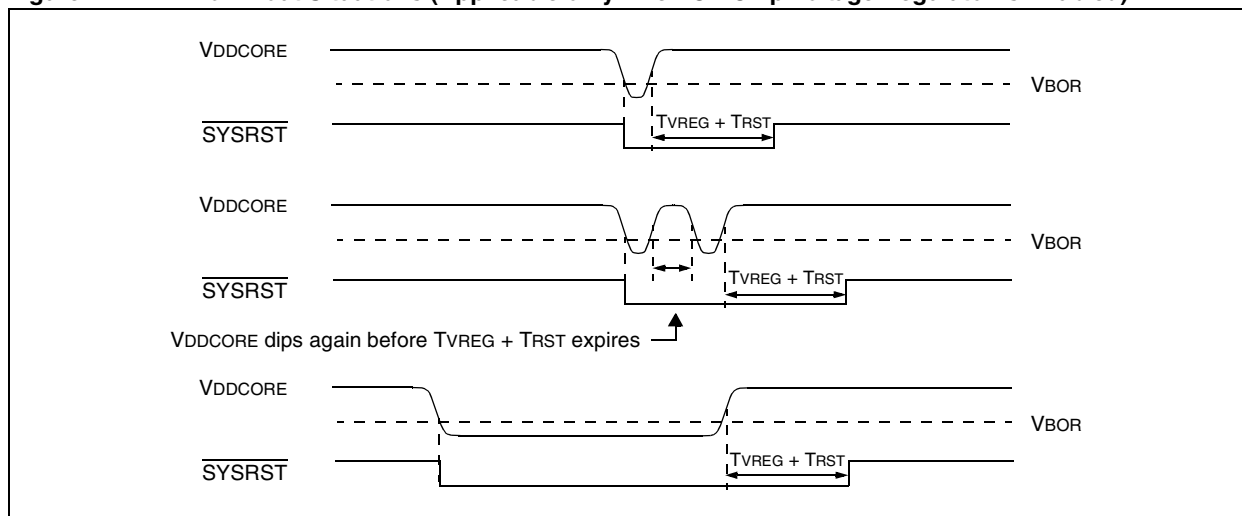 VDDCORE
VBOR
SYSRST
TVREG + TRST
VDDCORE
VBOR
SYSRST
TVREG + TRST
VDDCORE dips again before TVREG + TRST expires
VDDCORE
VBOR
SYSRST
TVREG + TRST